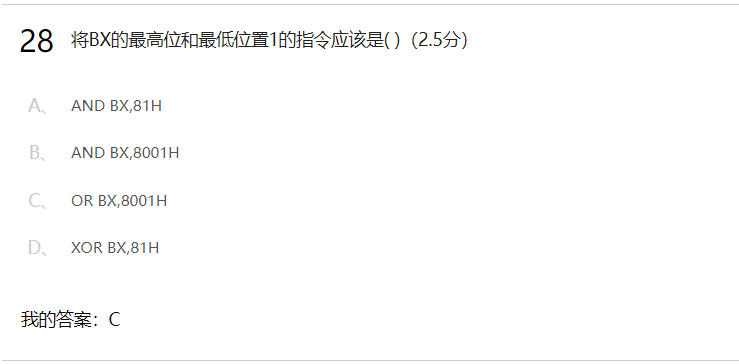 28 将BX的最高位和最低位置1的指令应该是( )（2.5分）
A、 AND BX,81H
B、 AND BX,8001H
C、 OR BX,8001H
D、 XOR BX,81H
我的答案：C